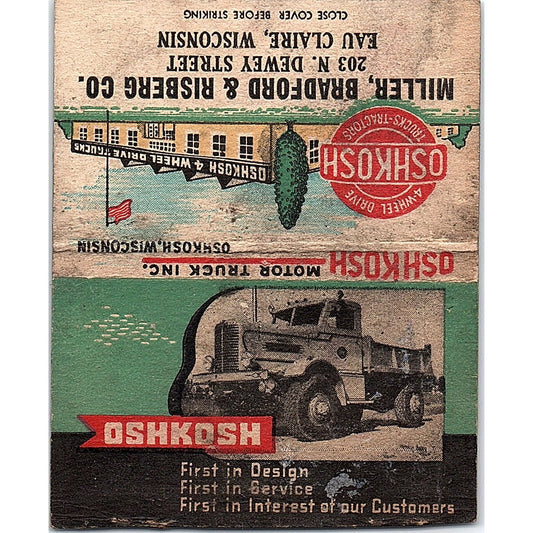 CLOSE COVER BEFORE STRIKING
MILLER, BRADFORD & RISBERG CO.
203 N. DEWEY STREET
EAU CLAIRE, WISCONSIN
OSHKOSH 4 WHEEL DRIVE TRUCKS
4-WHEEL DRIVE
OSHKOSH
TRUCKS-TRACTORS
OSHKOSH MOTOR TRUCK INC.
OSHKOSH, WISCONSIN
OSHKOSH
First in Design
First in Service
First in Interest of our Customers